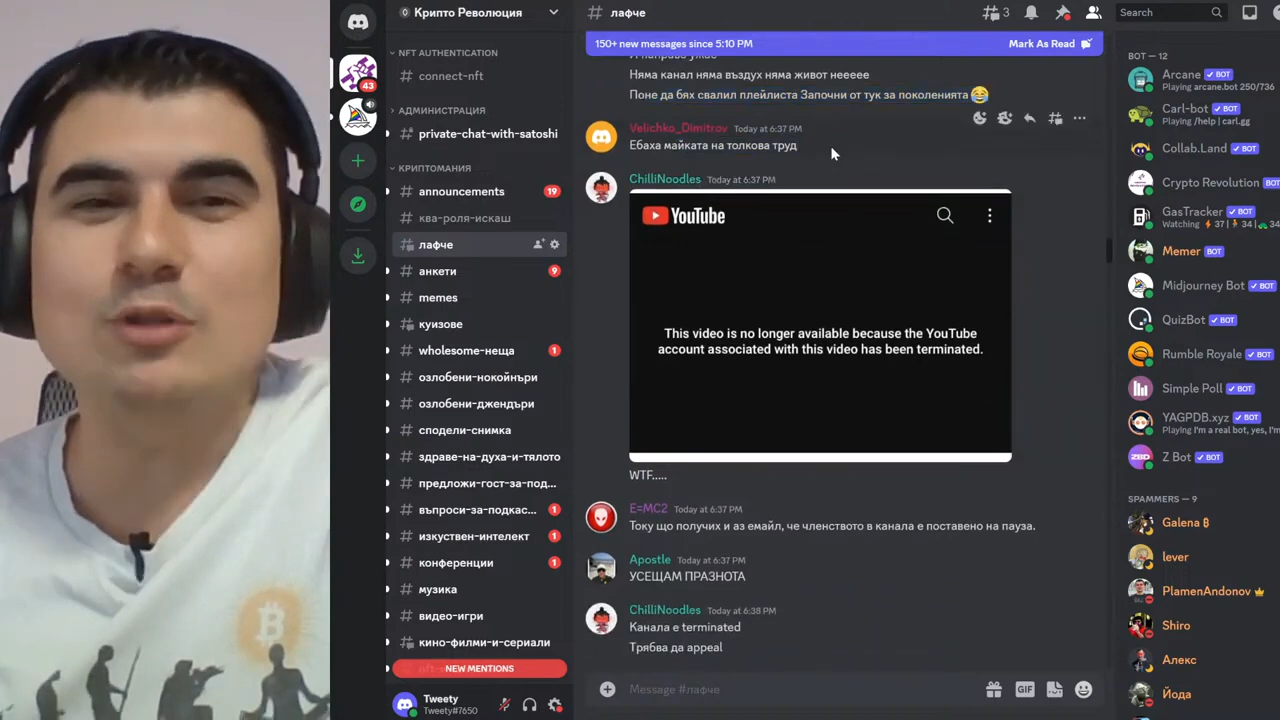 Крипто Революция
NFT AUTHENTICATION
connect-nft
АДМИНИСТРАЦИЯ
private-chat-with-satoshi
КРИПТОМАНИЯ
announcements 19
ква-роля-искаш
лафче
анкети 9
memes
куизове
wholesome-неща 1
озлобени-нокойнъри
озлобени-джендъри
сподели-снимка
здраве-на-духа-и-тялото
предложи-гост-за-под...
въпроси-за-подкас... 1
изкуствен-интелект 1
конференции 1
музика
видео-игри
кино-филми-и-сериали
NEW MENTIONS
Tweety
Tweety#7650
43
лафче
3
Search
150+ new messages since 5:10 PM Mark As Read
Няма канал няма въздух няма живот неееее
Поне да бях свалил плейлиста Започни от тук за поколенията 😂
Velichko_Dimitrov Today at 6:37 PM
Ебаха майката на толкова труд
ChilliNoodles Today at 6:37 PM
YouTube
This video is no longer available because the YouTube
account associated with this video has been terminated.
WTF.....
E=MC2 Today at 6:37 PM
Току що получих и аз емайл, че членството в канала е поставено на пауза.
Apostle Today at 6:37 PM
УСЕЩАМ ПРАЗНОТА
ChilliNoodles Today at 6:38 PM
Канала е terminated
Трябва да appeal
Message #лафче
GIF
BOT — 12
Arcane ✔ BOT
Playing arcane.bot 250/736
Carl-bot ✔ BOT
Playing /help | carl.gg
Collab.Land ✔ BOT
Crypto Revolution BOT
GasTracker ✔ BOT
Watching ⚡37 | 🚶34 | 🚗34
Memer BOT
Midjourney Bot ✔ BOT
QuizBot ✔ BOT
Rumble Royale ✔ BOT
Simple Poll ✔ BOT
YAGPDB.xyz ✔ BOT
Playing I'm a real bot, yes, I'm
Z Bot ✔ BOT
SPAMMERS — 9
Galena ₿
lever
PlamenAndonov
Shiro
Алекс
Йода